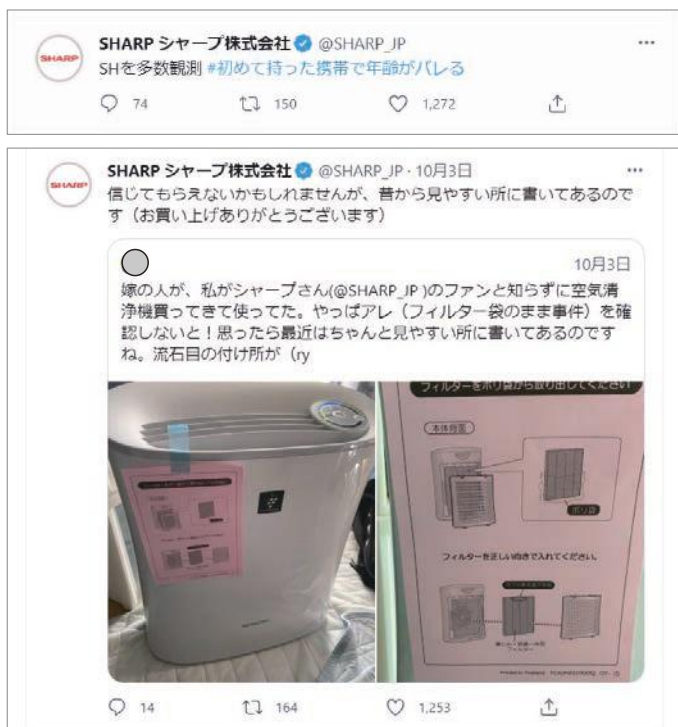 SHARP
SHARP シャープ株式会社 @SHARP_JP
SHを多数観測 #初めて持った携帯で年齢がバレる
74 150 1,272
SHARP
SHARP シャープ株式会社 @SHARP_JP · 10月3日
信じてもらえないかもしれませんが、昔から見やすい所に書いてあるので
す（お買い上げありがとうございます）
10月3日
嫁の人が、私がシャープさん(@SHARP_JP )のファンと知らずに空気清
浄機買ってきて使ってた。やっぱアレ（フィルター袋のまま事件）を確
認しないと！思ったら最近はちゃんと見やすい所に書いてあるのです
ね。流石目の付け所が（ry
フィルターをポリ袋から取り出してください
本体背面
ポリ袋
フィルターを正しい向きで入れてください。
フィルター
14 164 1,253